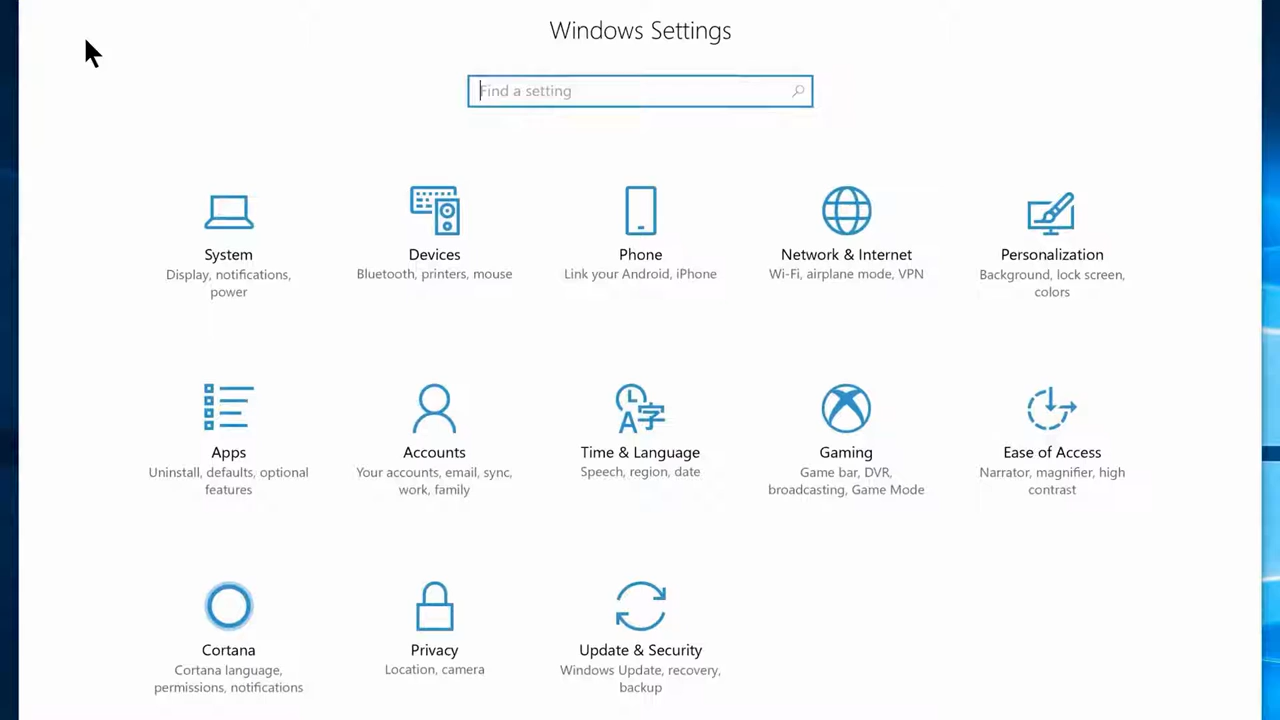 Windows Settings
Find a setting
System
Display, notifications,
power
Devices
Bluetooth, printers, mouse
Phone
Link your Android, iPhone
Network & Internet
Wi-Fi, airplane mode, VPN
Personalization
Background, lock screen,
colors
Apps
Uninstall, defaults, optional
features
Accounts
Your accounts, email, sync,
work, family
Time & Language
Speech, region, date
Gaming
Game bar, DVR,
broadcasting, Game Mode
Ease of Access
Narrator, magnifier, high
contrast
Cortana
Cortana language,
permissions, notifications
Privacy
Location, camera
Update & Security
Windows Update, recovery,
backup